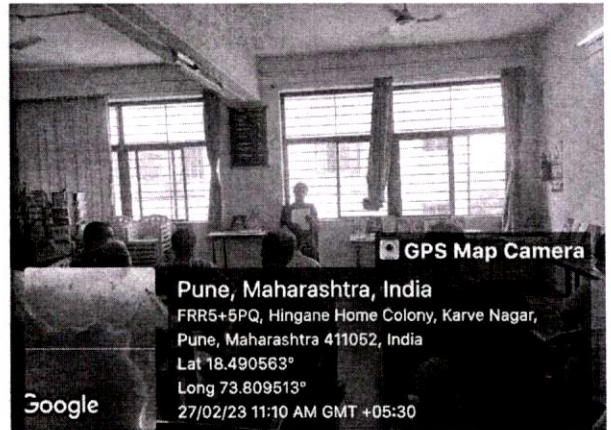 GPS Map Camera
Pune, Maharashtra, India
FRR5+5PQ, Hingane Home Colony, Karve Nagar,
Pune, Maharashtra 411052, India
Lat 18.490563°
Long 73.809513°
27/02/23 11:10 AM GMT +05:30
Google